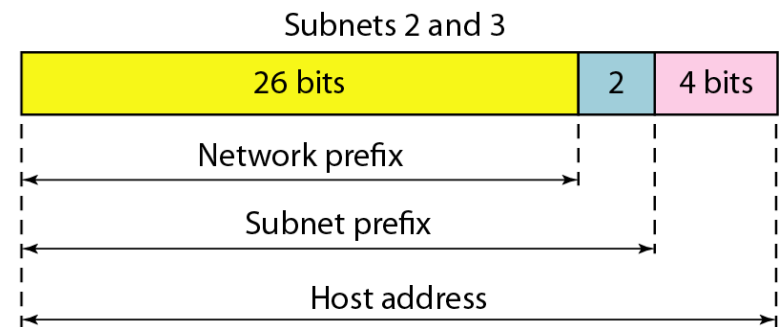 Subnets 2 and 3
26 bits 2 4 bits
Network prefix
Subnet prefix
Host address